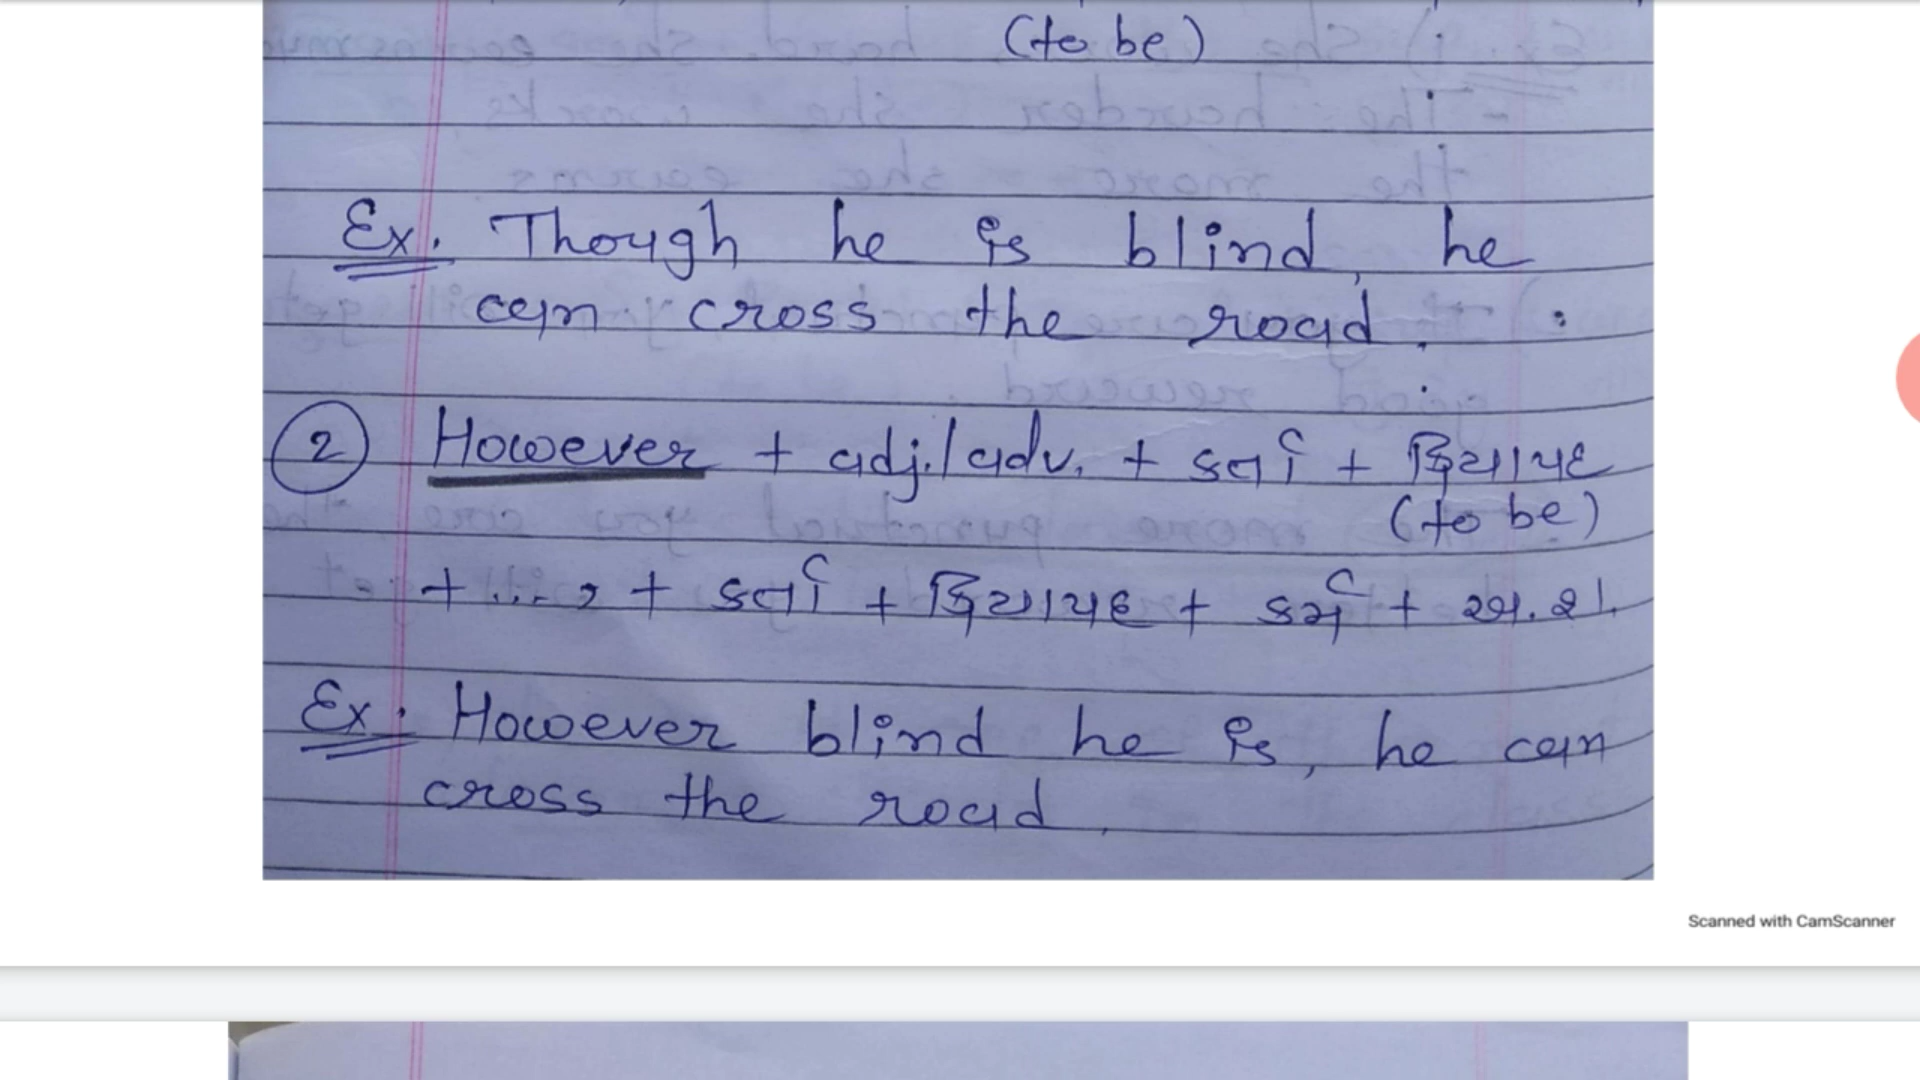 (to be)
Ex. Though he is blind, he
can cross the road.
2 However + adj./adv. + કર્તા + ક્રિયાપદ
(to be)
+ ..., + કર્તા + ક્રિયાપદ + કર્મ + અ.શ.
Ex. However blind he is, he can
cross the road.
Scanned with CamScanner